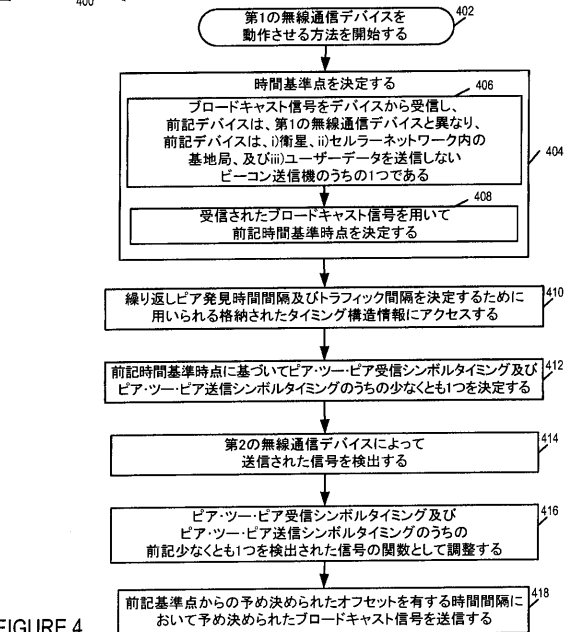 400
第1の無線通信デバイスを
動作させる方法を開始する
402
時間基準点を決定する
406
ブロードキャスト信号をデバイスから受信し、
前記デバイスは、第1の無線通信デバイスと異なり、
前記デバイスは、i)衛星、ii)セルラーネットワーク内の
基地局、及びiii)ユーザーデータを送信しない
ビーコン送信機のうちの1つである
404
408
受信されたブロードキャスト信号を用いて
前記時間基準時点を決定する
繰り返しピア発見時間間隔及びトラフィック間隔を決定するために
用いられる格納されたタイミング構造情報にアクセスする
410
前記時間基準時点に基づいてピア・ツー・ピア受信シンボルタイミング及び
ピア・ツー・ピア送信シンボルタイミングのうちの少なくとも1つを決定する
412
第2の無線通信デバイスによって
送信された信号を検出する
414
ピア・ツー・ピア受信シンボルタイミング及び
ピア・ツー・ピア送信シンボルタイミングのうちの
前記少なくとも1つを検出された信号の関数として調整する
416
前記基準点からの予め決められたオフセットを有する時間間隔に
おいて予め決められたブロードキャスト信号を送信する
418
FIGURE 4